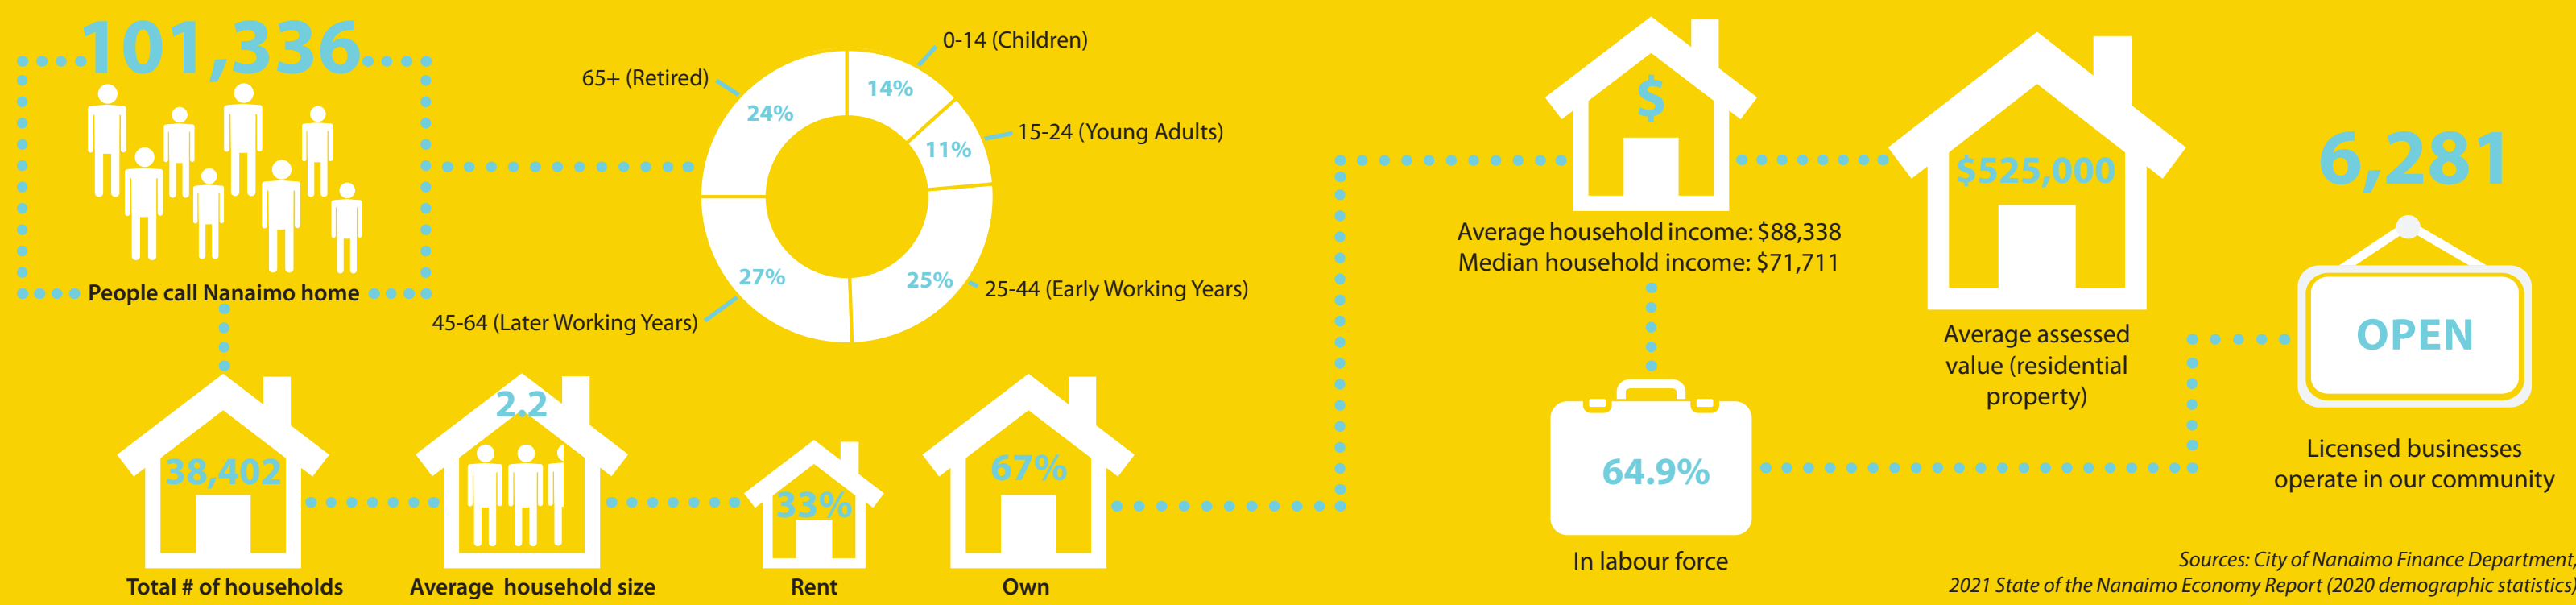 101,336
People call Nanaimo home
0-14 (Children)
14%
15-24 (Young Adults)
11%
25-44 (Early Working Years)
25%
45-64 (Later Working Years)
27%
65+ (Retired)
24%
38,402
Total # of households
2.2
Average household size
33%
Rent
67%
Own
$
Average household income: $88,338
Median household income: $71,711
$525,000
Average assessed
value (residential
property)
64.9%
In labour force
6,281
OPEN
Licensed businesses
operate in our community
Sources: City of Nanaimo Finance Department,
2021 State of the Nanaimo Economy Report (2020 demographic statistics)